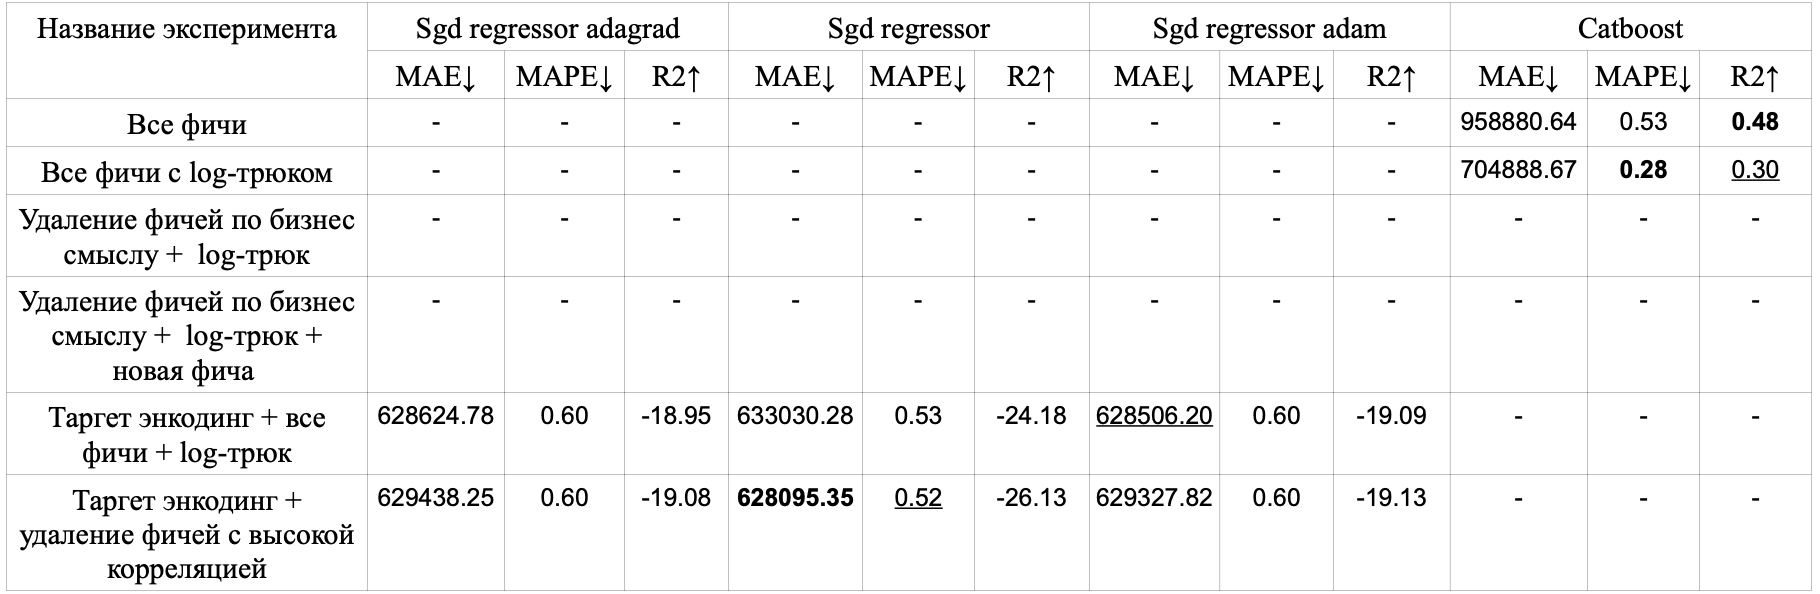 Название эксперимента Sgd regressor adagrad Sgd regressor Sgd regressor adam Catboost
MAE↓ MAPE↓ R2↑ MAE↓ MAPE↓ R2↑ MAE↓ MAPE↓ R2↑ MAE↓ MAPE↓ R2↑
Все фичи - - - - - - - - - 958880.64 0.53 0.48
Все фичи с log-трюком - - - - - - - - - 704888.67 0.28 0.30
Удаление фичей по бизнес - - - - - - - - - - - -
смыслу + log-трюк
Удаление фичей по бизнес - - - - - - - - - - - -
смыслу + log-трюк +
новая фича
Таргет энкодинг + все 628624.78 0.60 -18.95 633030.28 0.53 -24.18 628506.20 0.60 -19.09 - - -
фичи + log-трюк
Таргет энкодинг + 629438.25 0.60 -19.08 628095.35 0.52 -26.13 629327.82 0.60 -19.13 - - -
удаление фичей с высокой
корреляцией